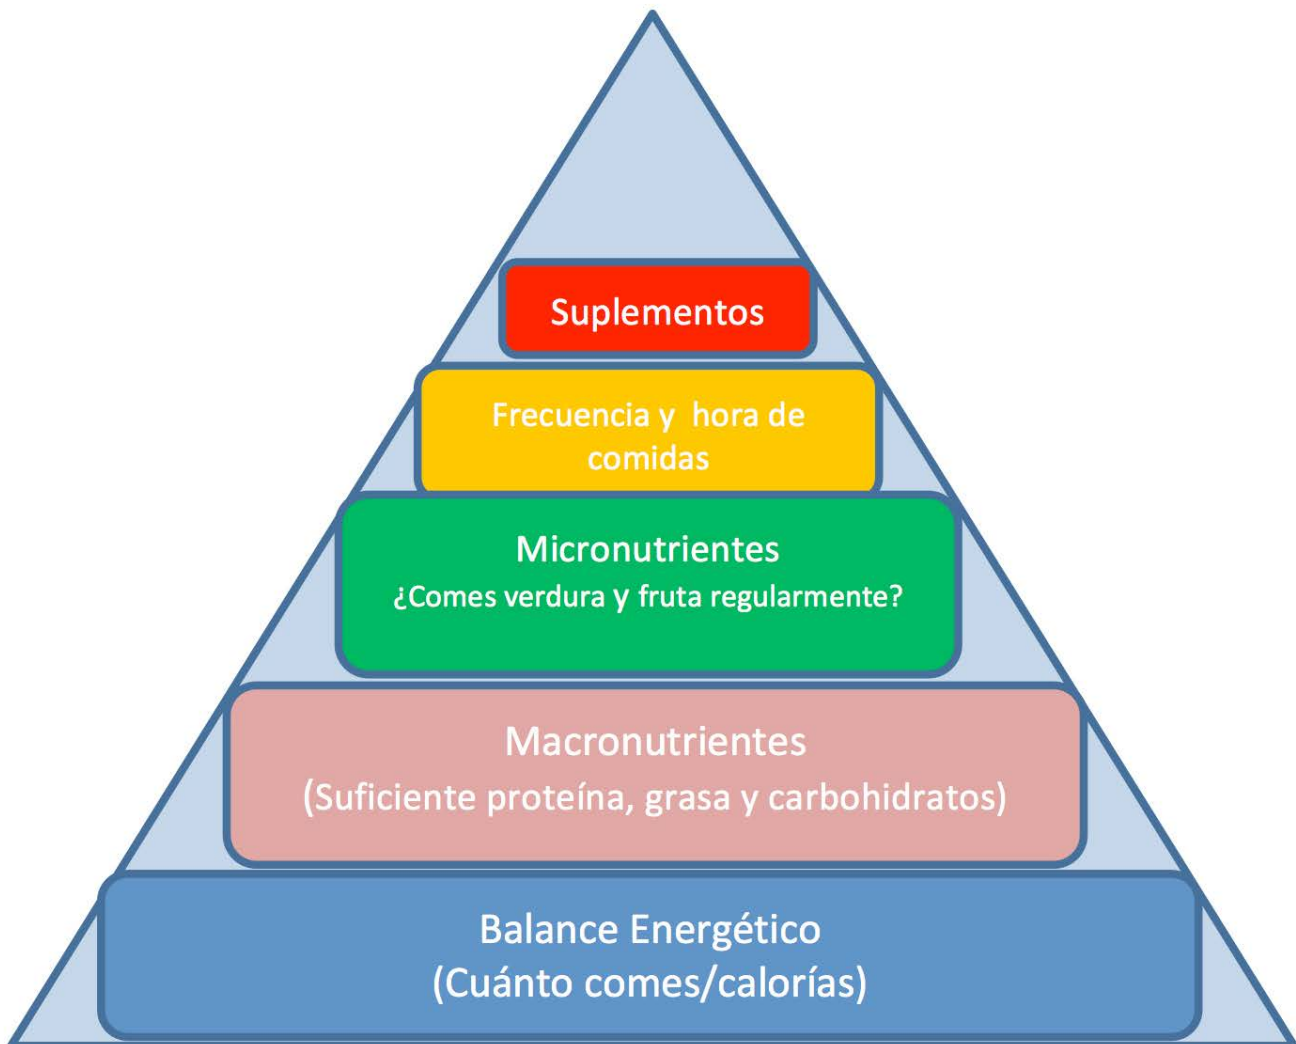 Suplementos
Frecuencia y hora de
comidas
Micronutrientes
¿Comes verdura y fruta regularmente?
Macronutrientes
(Suficiente proteína, grasa y carbohidratos)
Balance Energético
(Cuánto comes/calorías)